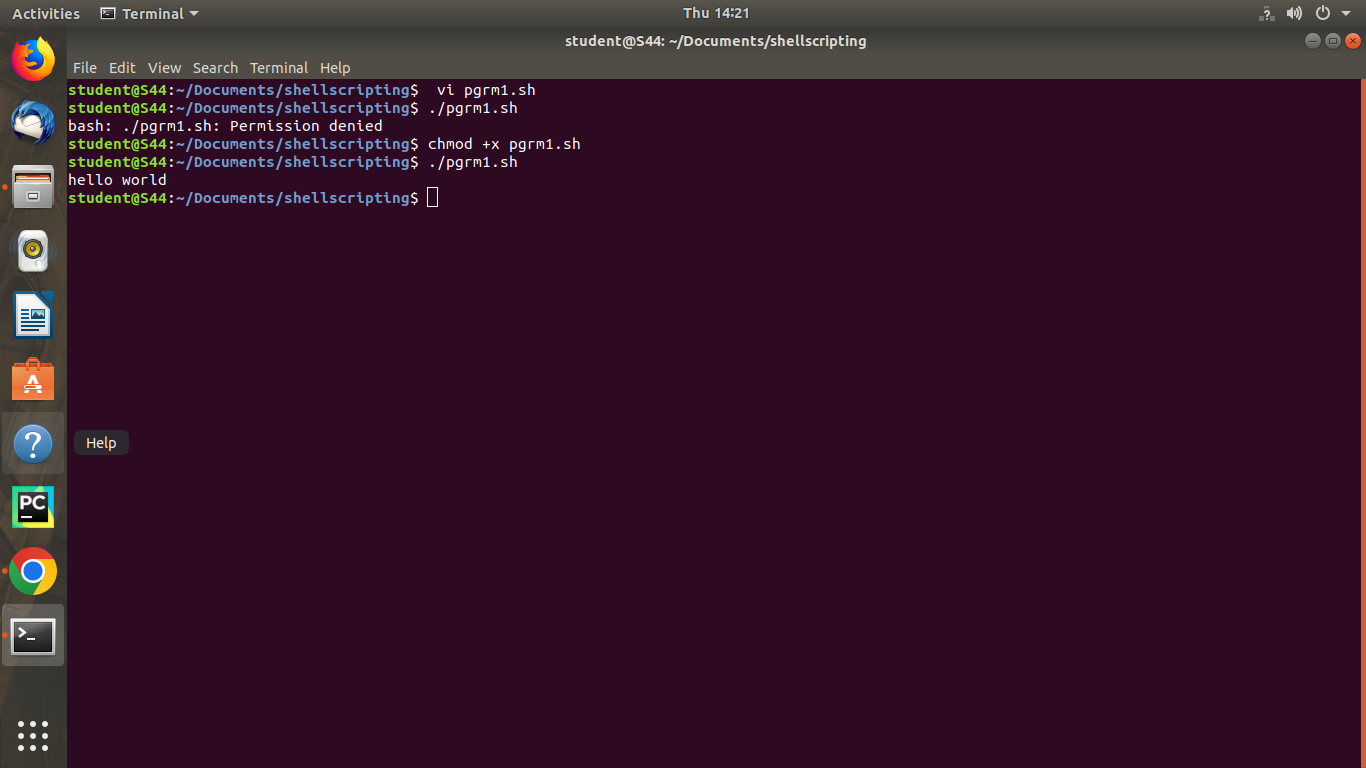 Activities
Terminal
Thu 14:21
?
student@S44: ~/Documents/shellscripting
File Edit View Search Terminal Help
student@S44:~/Documents/shellscripting$  vi pgrm1.sh
student@S44:~/Documents/shellscripting$ ./pgrm1.sh
bash: ./pgrm1.sh: Permission denied
student@S44:~/Documents/shellscripting$ chmod +x pgrm1.sh
student@S44:~/Documents/shellscripting$ ./pgrm1.sh
hello world
student@S44:~/Documents/shellscripting$
?
Help
PC
>_